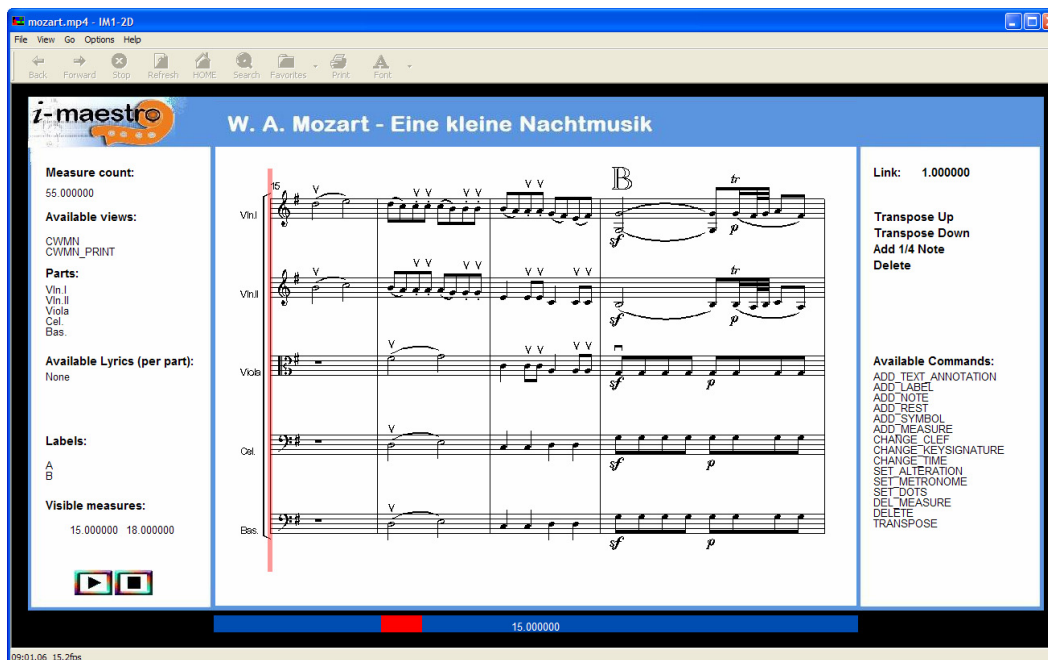 mozart.mp4 - IM1-2D
File View Go Options Help
Back Forward Stop Refresh HOME Search Favorites Print Font
i-maestro
W. A. Mozart - Eine kleine Nachtmusik
Measure count:
55.000000
Available views:
CWMN
CWMN_PRINT
Parts:
Vln.I
Vln.II
Viola
Cel.
Bas.
Available Lyrics (per part):
None
Labels:
A
B
Visible measures:
15.000000 18.000000
15
B
tr
Vln.I
sf p
tr
Vln.II
sf p
Viola
sf p
Cel.
sf p
Bas.
sf p
Link: 1.000000
Transpose Up
Transpose Down
Add 1/4 Note
Delete
Available Commands:
ADD_TEXT_ANNOTATION
ADD_LABEL
ADD_NOTE
ADD_REST
ADD_SYMBOL
ADD_MEASURE
CHANGE_CLEF
CHANGE_KEYSIGNATURE
CHANGE_TIME
SET_ALTERATION
SET_METRONOME
SET_DOTS
DEL_MEASURE
DELETE
TRANSPOSE
15.000000
09:01.06 15.2fps